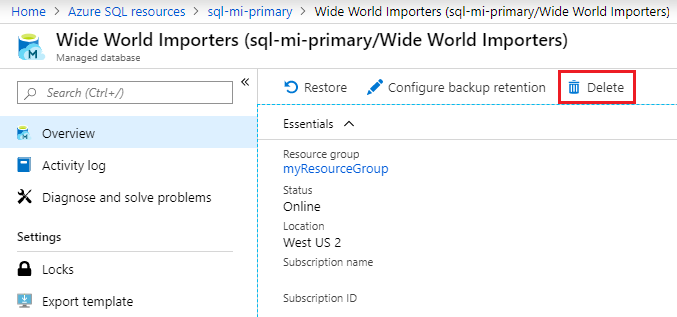 Home > Azure SQL resources > sql-mi-primary > Wide World Importers (sql-mi-primary/Wide World Importers)
Wide World Importers (sql-mi-primary/Wide World Importers)
Managed database
Search (Ctrl+/)
«
Overview
Activity log
Diagnose and solve problems
Settings
Locks
Export template
Restore
Configure backup retention
Delete
Essentials
Resource group
myResourceGroup
Status
Online
Location
West US 2
Subscription name
Subscription ID